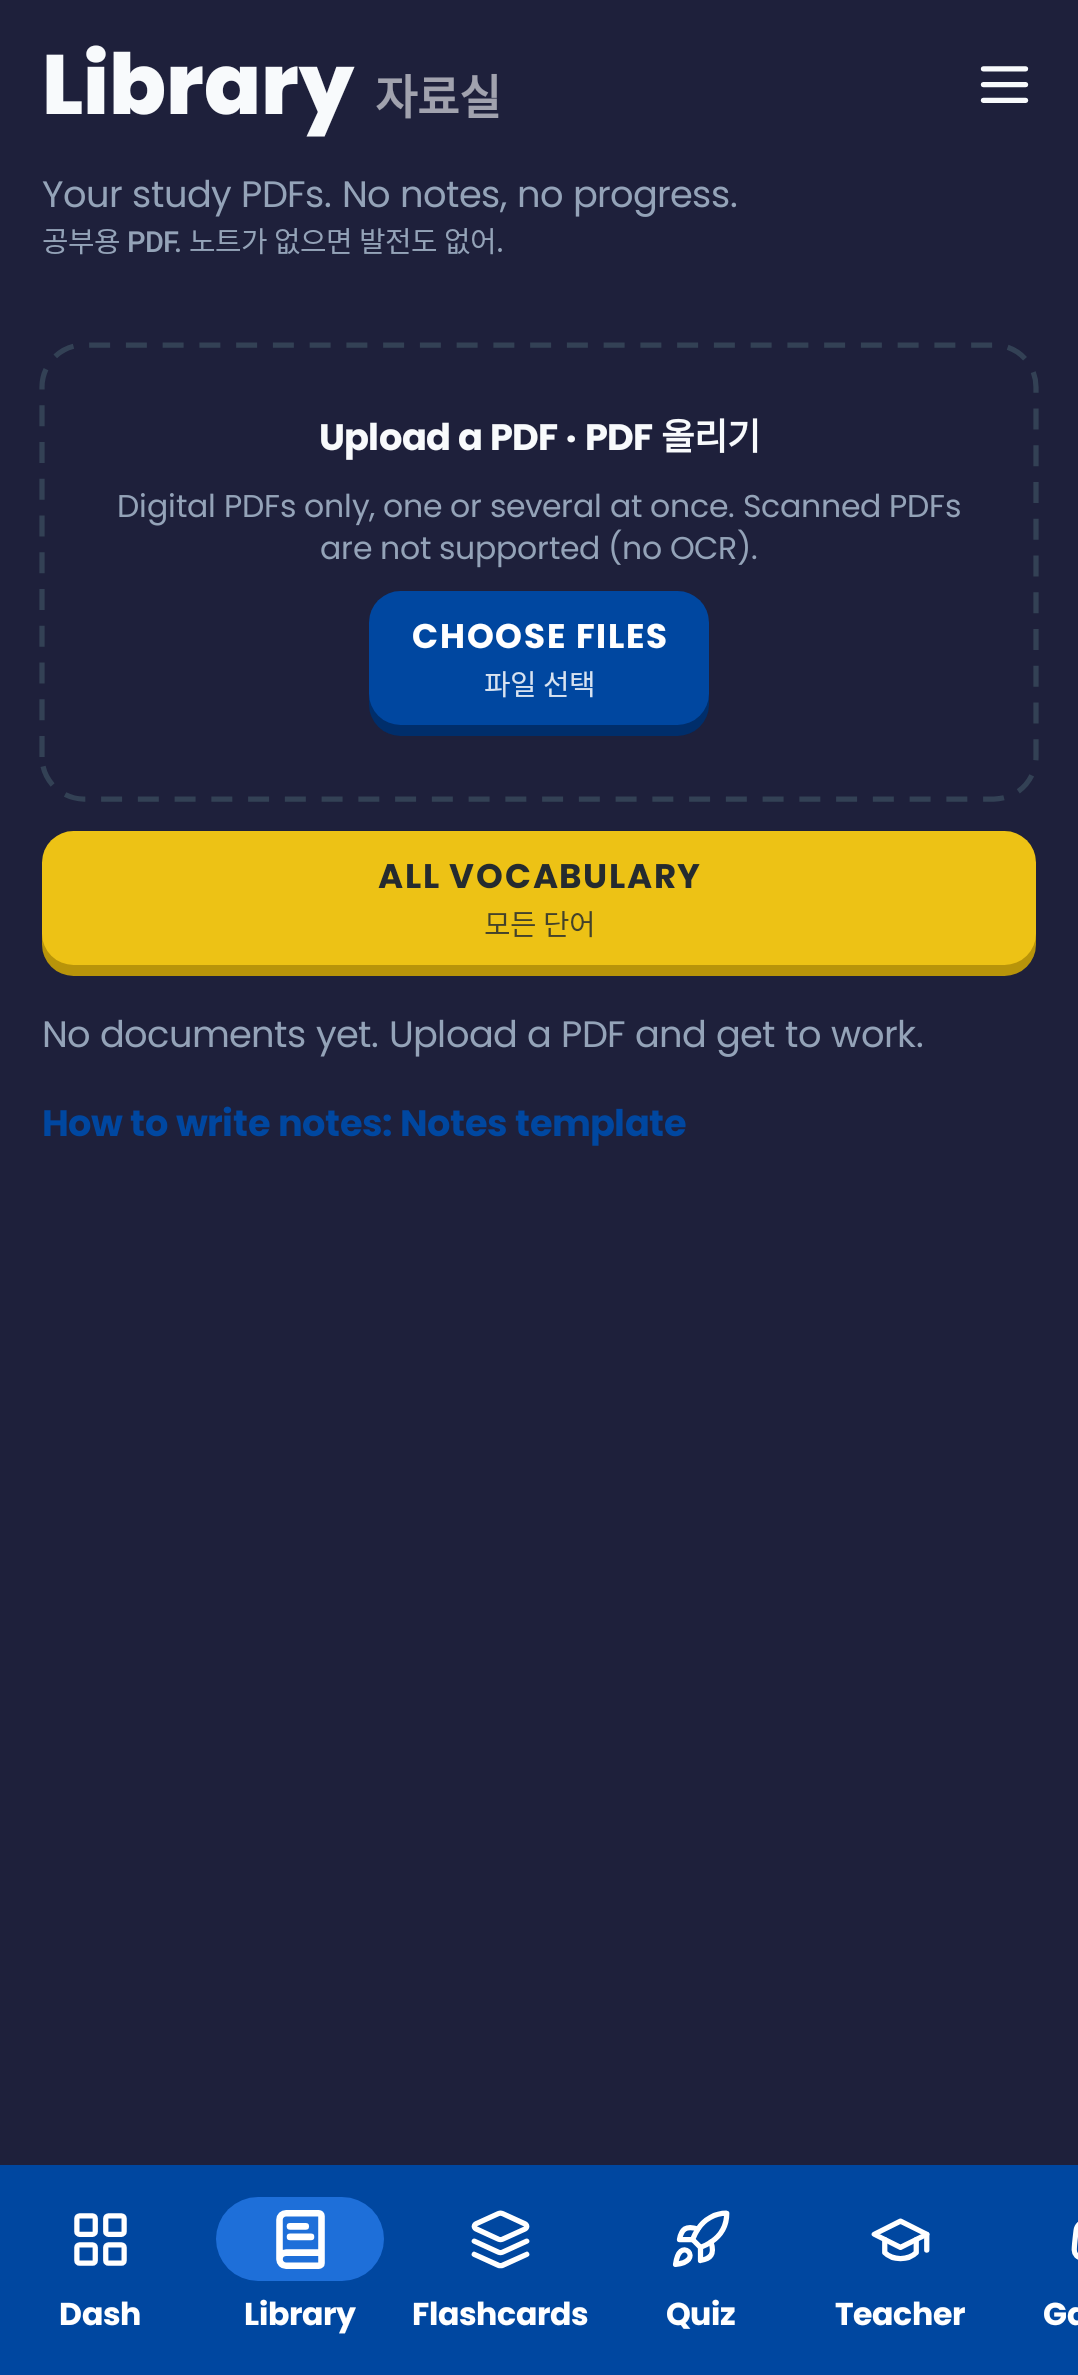 Library 자료실
Your study PDFs. No notes, no progress.
공부용 PDF. 노트가 없으면 발전도 없어.
Upload a PDF · PDF 올리기
Digital PDFs only, one or several at once. Scanned PDFs
are not supported (no OCR).
CHOOSE FILES
파일 선택
ALL VOCABULARY
모든 단어
No documents yet. Upload a PDF and get to work.
How to write notes: Notes template
Dash Library Flashcards Quiz Teacher